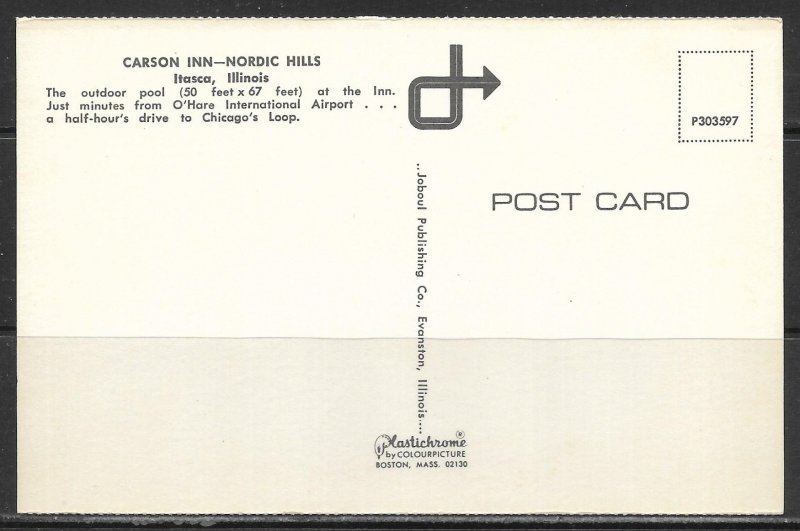 CARSON INN—NORDIC HILLS
Itasca, Illinois
The outdoor pool (50 feet x 67 feet) at the Inn.
Just minutes from O'Hare International Airport . . .
a half-hour's drive to Chicago's Loop.
P303597
POST CARD
..Joboul Publishing Co., Evanston, Illinois....
Plastichrome®
by COLOURPICTURE
BOSTON, MASS. 02130